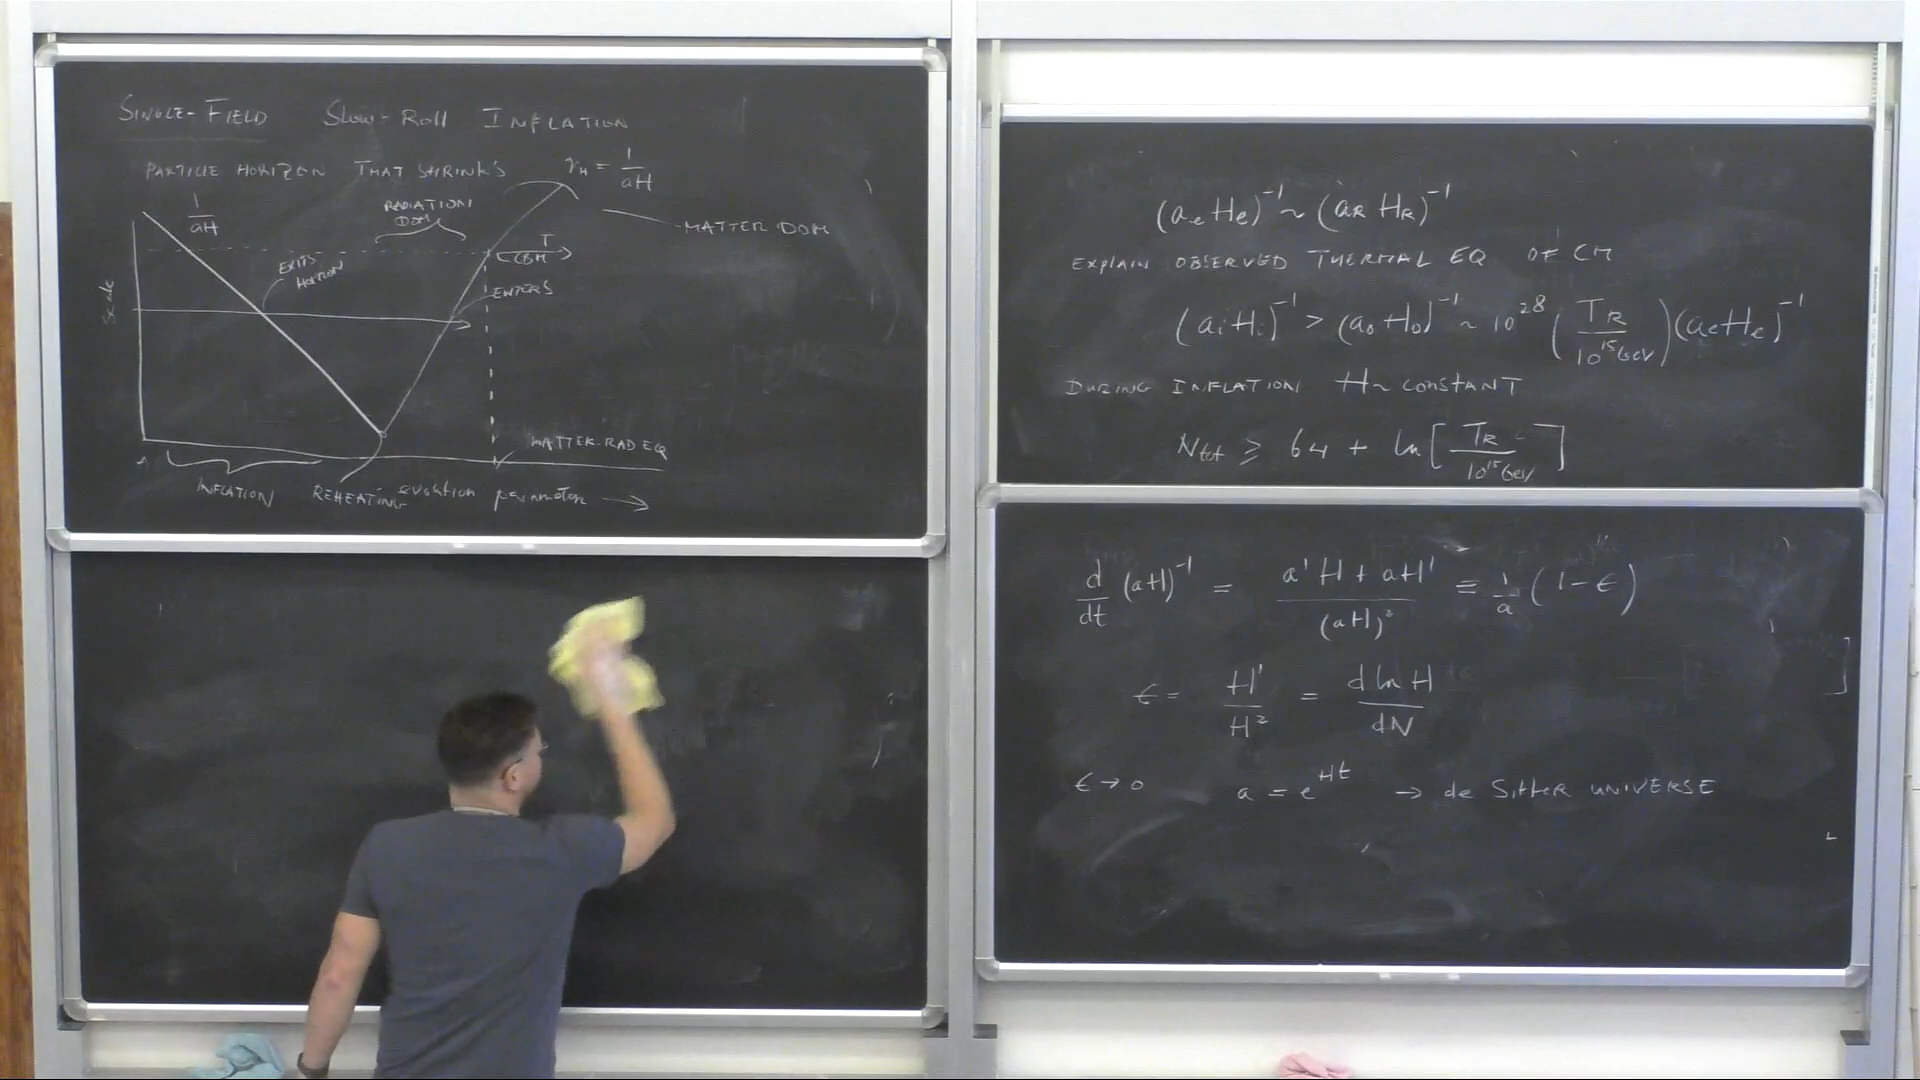 SINGLE-FIELD SLOW-ROLL INFLATION
PARTICLE HORIZON THAT SHRINKS r_H = 1/aH
1/aH
RADIATION
DOM
MATTER DOM
EXITS
HORIZON
ENTERS
Scale
MATTER-RAD EQ
INFLATION REHEATING evolution parameter →
(a_e H_e)^{-1} ~ (a_R H_R)^{-1}
EXPLAIN OBSERVED THERMAL EQ OF CM
(a_i H_i)^{-1} > (a_0 H_0)^{-1} ~ 10^{28} (T_R / 10^{15} GeV) (a_e H_e)^{-1}
DURING INFLATION H ~ CONSTANT
N_tot ≥ 64 + ln [T_R / 10^{15} GeV]
d/dt (aH)^{-1} = (a'H + aH') / (aH)^2 ≡ 1/a (1 - ε)
ε = H'/H^2 = d ln H / dN
ε → 0 a = e^{Ht} → de Sitter UNIVERSE